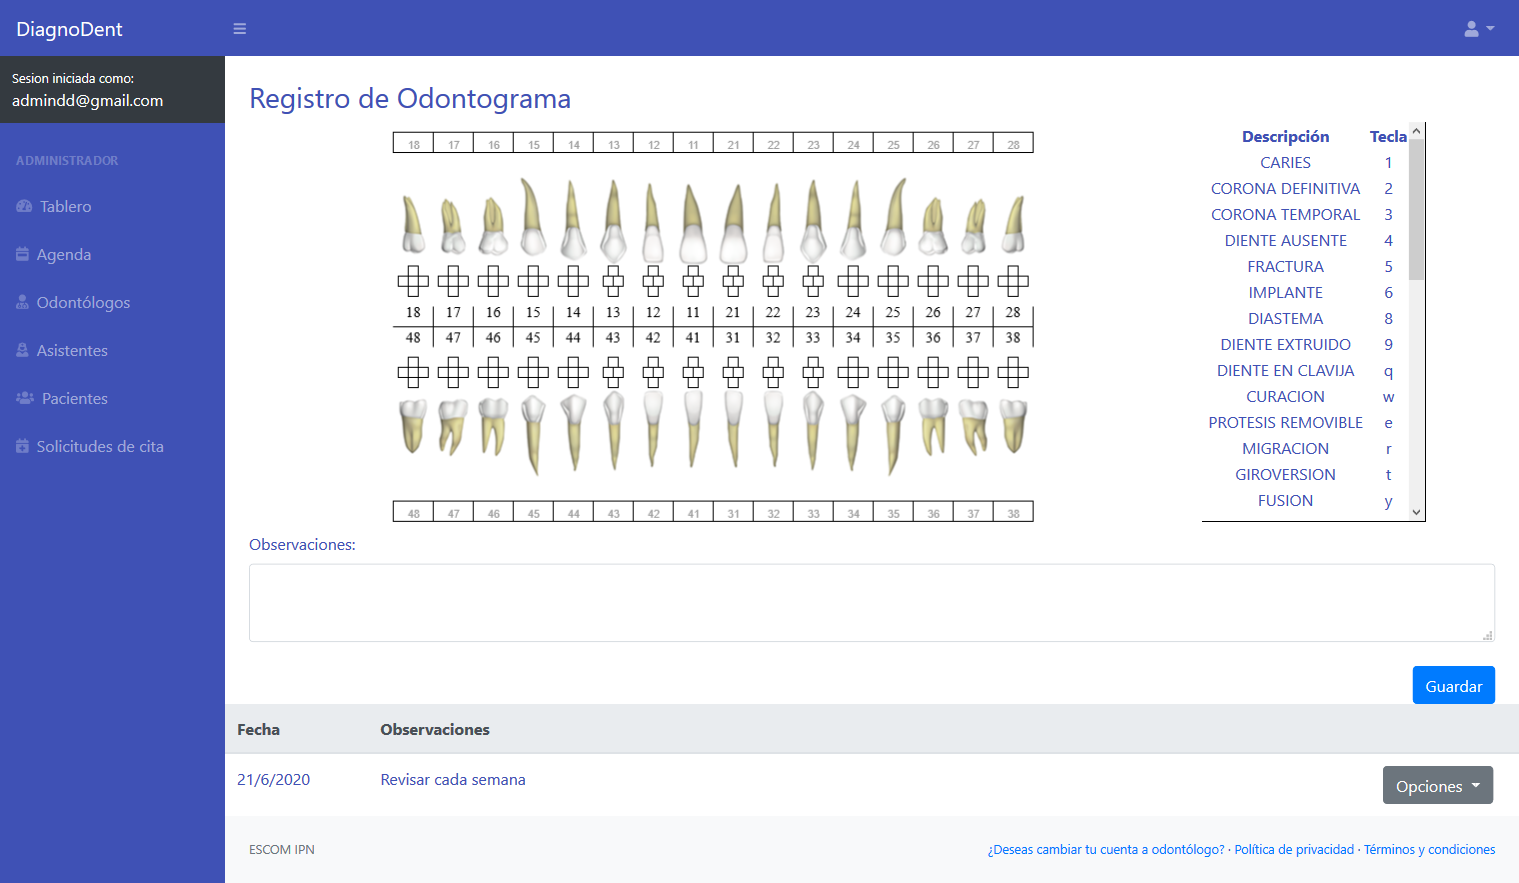 DiagnoDent
Sesion iniciada como:
admindd@gmail.com
ADMINISTRADOR
Tablero
Agenda
Odontólogos
Asistentes
Pacientes
Solicitudes de cita
Registro de Odontograma
18 17 16 15 14 13 12 11 21 22 23 24 25 26 27 28
18 17 16 15 14 13 12 11 21 22 23 24 25 26 27 28
48 47 46 45 44 43 42 41 31 32 33 34 35 36 37 38
48 47 46 45 44 43 42 41 31 32 33 34 35 36 37 38
Descripción Tecla
CARIES 1
CORONA DEFINITIVA 2
CORONA TEMPORAL 3
DIENTE AUSENTE 4
FRACTURA 5
IMPLANTE 6
DIASTEMA 8
DIENTE EXTRUIDO 9
DIENTE EN CLAVIJA q
CURACION w
PROTESIS REMOVIBLE e
MIGRACION r
GIROVERSION t
FUSION y
Observaciones:
Guardar
Fecha Observaciones
21/6/2020 Revisar cada semana Opciones
ESCOM IPN ¿Deseas cambiar tu cuenta a odontólogo? · Política de privacidad · Términos y condiciones